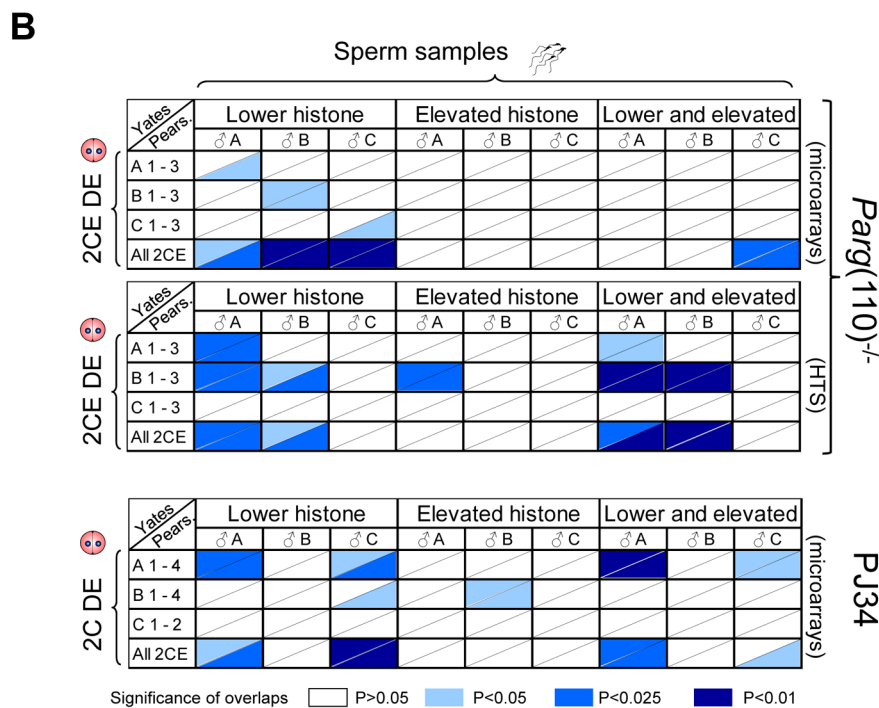 B
Sperm samples
Yates Pears. Lower histone Elevated histone Lower and elevated
♂ A ♂ B ♂ C ♂ A ♂ B ♂ C ♂ A ♂ B ♂ C
A 1 - 3
B 1 - 3
C 1 - 3
All 2CE
2CE DE
(microarrays)
Yates Pears. Lower histone Elevated histone Lower and elevated
♂ A ♂ B ♂ C ♂ A ♂ B ♂ C ♂ A ♂ B ♂ C
A 1 - 3
B 1 - 3
C 1 - 3
All 2CE
2CE DE
(HTS)
Parg(110)-/-
Yates Pears. Lower histone Elevated histone Lower and elevated
♂ A ♂ B ♂ C ♂ A ♂ B ♂ C ♂ A ♂ B ♂ C
A 1 - 4
B 1 - 4
C 1 - 2
All 2CE
2C DE
(microarrays)
PJ34
Significance of overlaps P>0.05 P<0.05 P<0.025 P<0.01